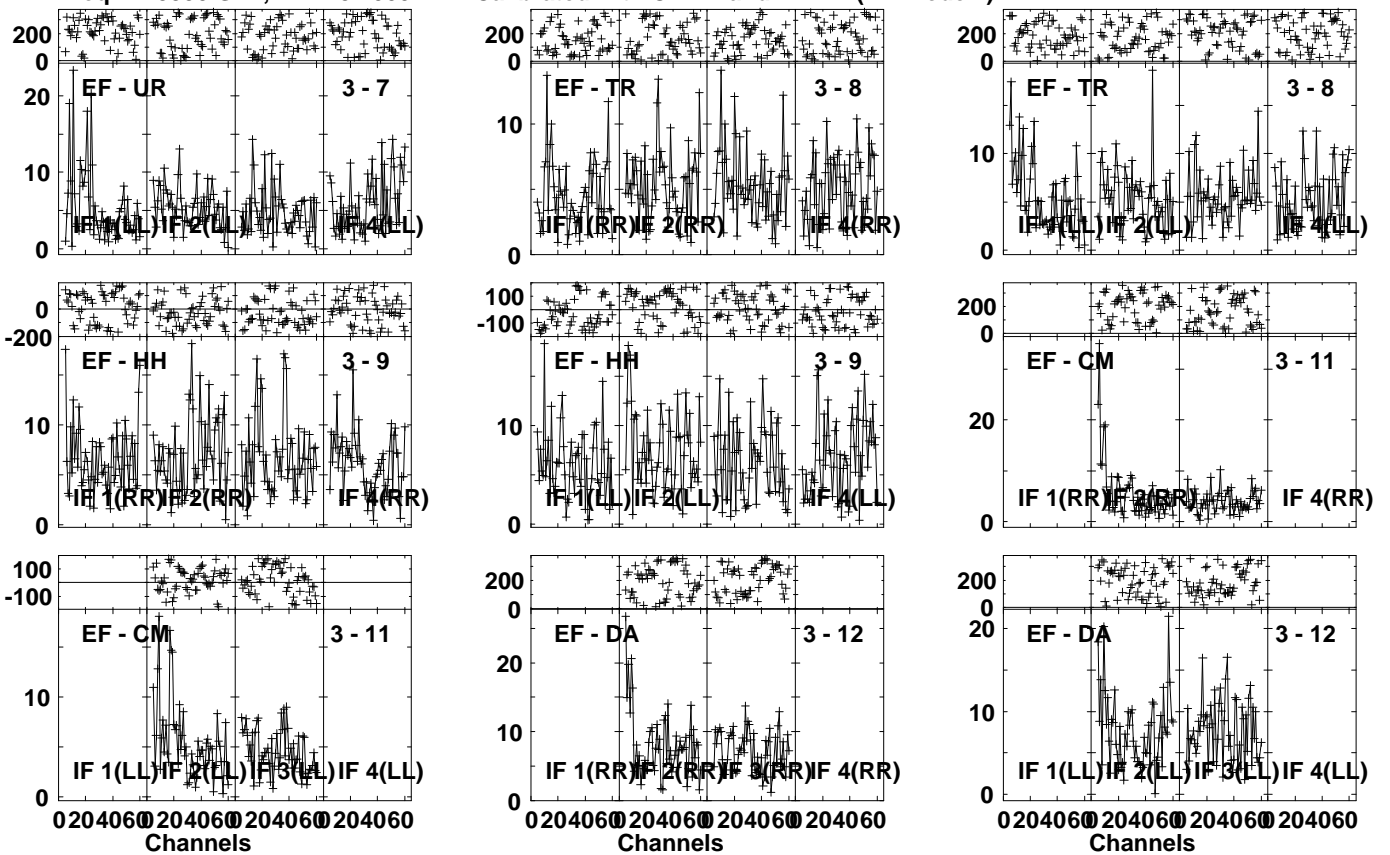 200
0
20
10
0
EF - UR
3 - 7
IF 1(LL)
IF 2(LL)
IF 4(LL)
200
0
10
0
EF - TR
3 - 8
IF 1(RR)
IF 2(RR)
IF 4(RR)
200
0
10
0
EF - TR
3 - 8
IF 1(LL)
IF 2(LL)
IF 4(LL)
0
-200
10
0
EF - HH
3 - 9
IF 1(RR)
IF 2(RR)
IF 4(RR)
100
-100
10
0
EF - HH
3 - 9
IF 1(LL)
IF 2(LL)
IF 4(LL)
200
0
20
0
EF - CM
3 - 11
IF 1(RR)
IF 2(RR)
IF 4(RR)
100
-100
10
0
EF - CM
3 - 11
IF 1(LL)
IF 2(LL)
IF 3(LL)
IF 4(LL)
0 20 40 60 0 20 40 60 0 20 40 60 0 20 40 60
Channels
200
0
20
10
0
EF - DA
3 - 12
IF 1(RR)
IF 2(RR)
IF 3(RR)
IF 4(RR)
0 20 40 60 0 20 40 60 0 20 40 60 0 20 40 60
Channels
200
0
20
10
0
EF - DA
3 - 12
IF 1(LL)
IF 2(LL)
IF 3(LL)
IF 4(LL)
0 20 40 60 0 20 40 60 0 20 40 60 0 20 40 60
Channels